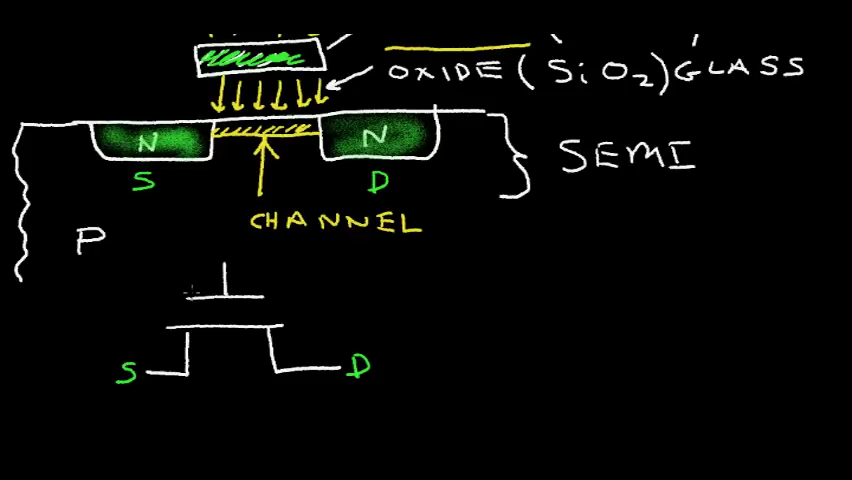 OXIDE (SiO2) GLASS
N
N
SEMI
S
D
CHANNEL
P
S
D